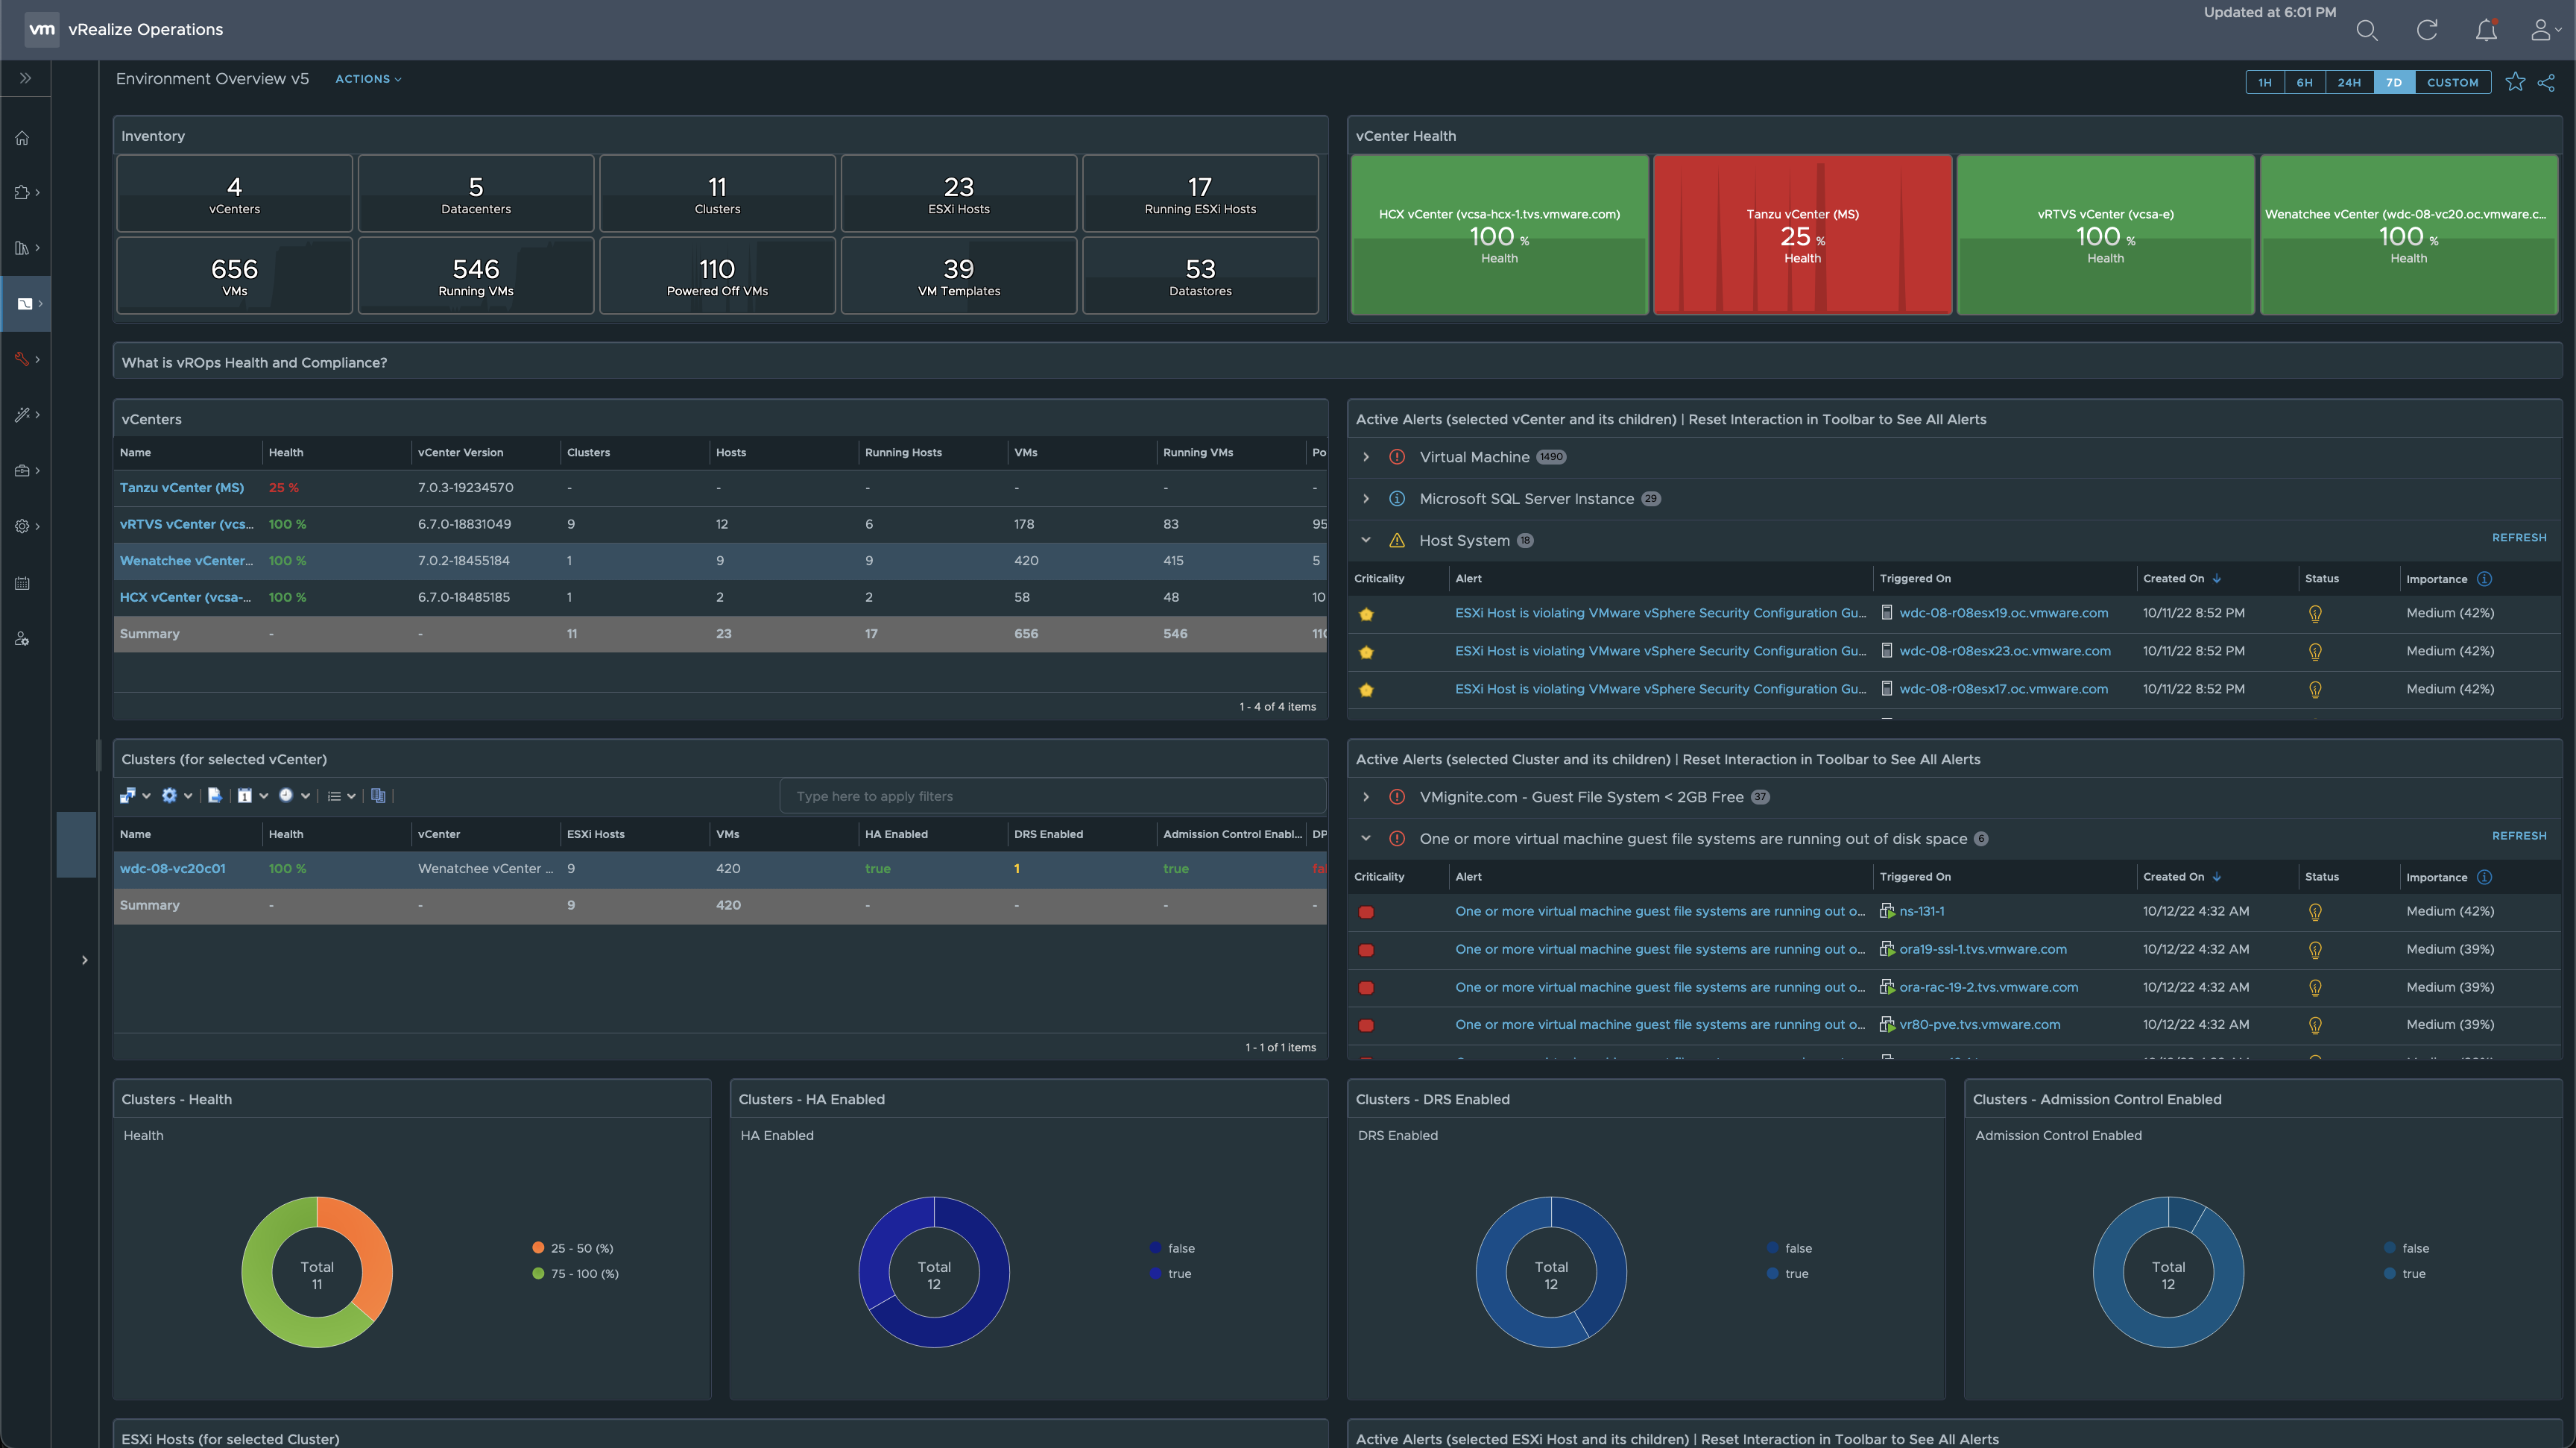 vm vRealize Operations
Updated at 6:01 PM
Environment Overview v5 ACTIONS
1H 6H 24H 7D CUSTOM
Inventory
4
vCenters
5
Datacenters
11
Clusters
23
ESXi Hosts
17
Running ESXi Hosts
656
VMs
546
Running VMs
110
Powered Off VMs
39
VM Templates
53
Datastores
vCenter Health
HCX vCenter (vcsa-hcx-1.tvs.vmware.com)
100 %
Health
Tanzu vCenter (MS)
25 %
Health
vRTVS vCenter (vcsa-e)
100 %
Health
Wenatchee vCenter (wdc-08-vc20.oc.vmware.c...
100 %
Health
What is vROps Health and Compliance?
vCenters
Name Health vCenter Version Clusters Hosts Running Hosts VMs Running VMs Po
Tanzu vCenter (MS) 25 % 7.0.3-19234570 - - - - - -
vRTVS vCenter (vcs... 100 % 6.7.0-18831049 9 12 6 178 83 95
Wenatchee vCenter... 100 % 7.0.2-18455184 1 9 9 420 415 5
HCX vCenter (vcsa-... 100 % 6.7.0-18485185 1 2 2 58 48 10
Summary - - 11 23 17 656 546 110
1 - 4 of 4 items
Active Alerts (selected vCenter and its children) | Reset Interaction in Toolbar to See All Alerts
Virtual Machine 1490
Microsoft SQL Server Instance 29
Host System 18 REFRESH
Criticality Alert Triggered On Created On Status Importance
ESXi Host is violating VMware vSphere Security Configuration Gu... wdc-08-r08esx19.oc.vmware.com 10/11/22 8:52 PM Medium (42%)
ESXi Host is violating VMware vSphere Security Configuration Gu... wdc-08-r08esx23.oc.vmware.com 10/11/22 8:52 PM Medium (42%)
ESXi Host is violating VMware vSphere Security Configuration Gu... wdc-08-r08esx17.oc.vmware.com 10/11/22 8:52 PM Medium (42%)
Clusters (for selected vCenter)
Type here to apply filters
Name Health vCenter ESXi Hosts VMs HA Enabled DRS Enabled Admission Control Enabl... DP
wdc-08-vc20c01 100 % Wenatchee vCenter ... 9 420 true 1 true fal
Summary - - 9 420 - - - -
1 - 1 of 1 items
Active Alerts (selected Cluster and its children) | Reset Interaction in Toolbar to See All Alerts
VMignite.com - Guest File System < 2GB Free 37
One or more virtual machine guest file systems are running out of disk space 6 REFRESH
Criticality Alert Triggered On Created On Status Importance
One or more virtual machine guest file systems are running out o... ns-131-1 10/12/22 4:32 AM Medium (42%)
One or more virtual machine guest file systems are running out o... ora19-ssl-1.tvs.vmware.com 10/12/22 4:32 AM Medium (39%)
One or more virtual machine guest file systems are running out o... ora-rac-19-2.tvs.vmware.com 10/12/22 4:32 AM Medium (39%)
One or more virtual machine guest file systems are running out o... vr80-pve.tvs.vmware.com 10/12/22 4:32 AM Medium (39%)
Clusters - Health
Health
Total
11
25 - 50 (%)
75 - 100 (%)
Clusters - HA Enabled
HA Enabled
Total
12
false
true
Clusters - DRS Enabled
DRS Enabled
Total
12
false
true
Clusters - Admission Control Enabled
Admission Control Enabled
Total
12
false
true
ESXi Hosts (for selected Cluster)
Active Alerts (selected ESXi Host and its children) | Reset Interaction in Toolbar to See All Alerts